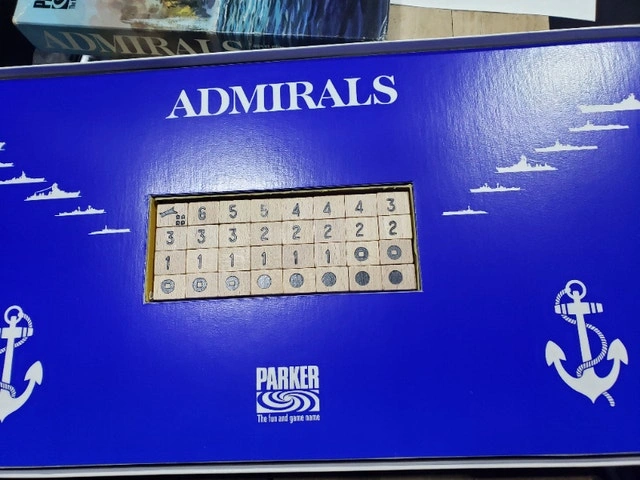 ADMIRALS
ADMIRALS
6 5 5 4 4 4 3
3 3 3 2 2 2 2 2
1 1 1 1 1 1
PARKER
The fun and game name